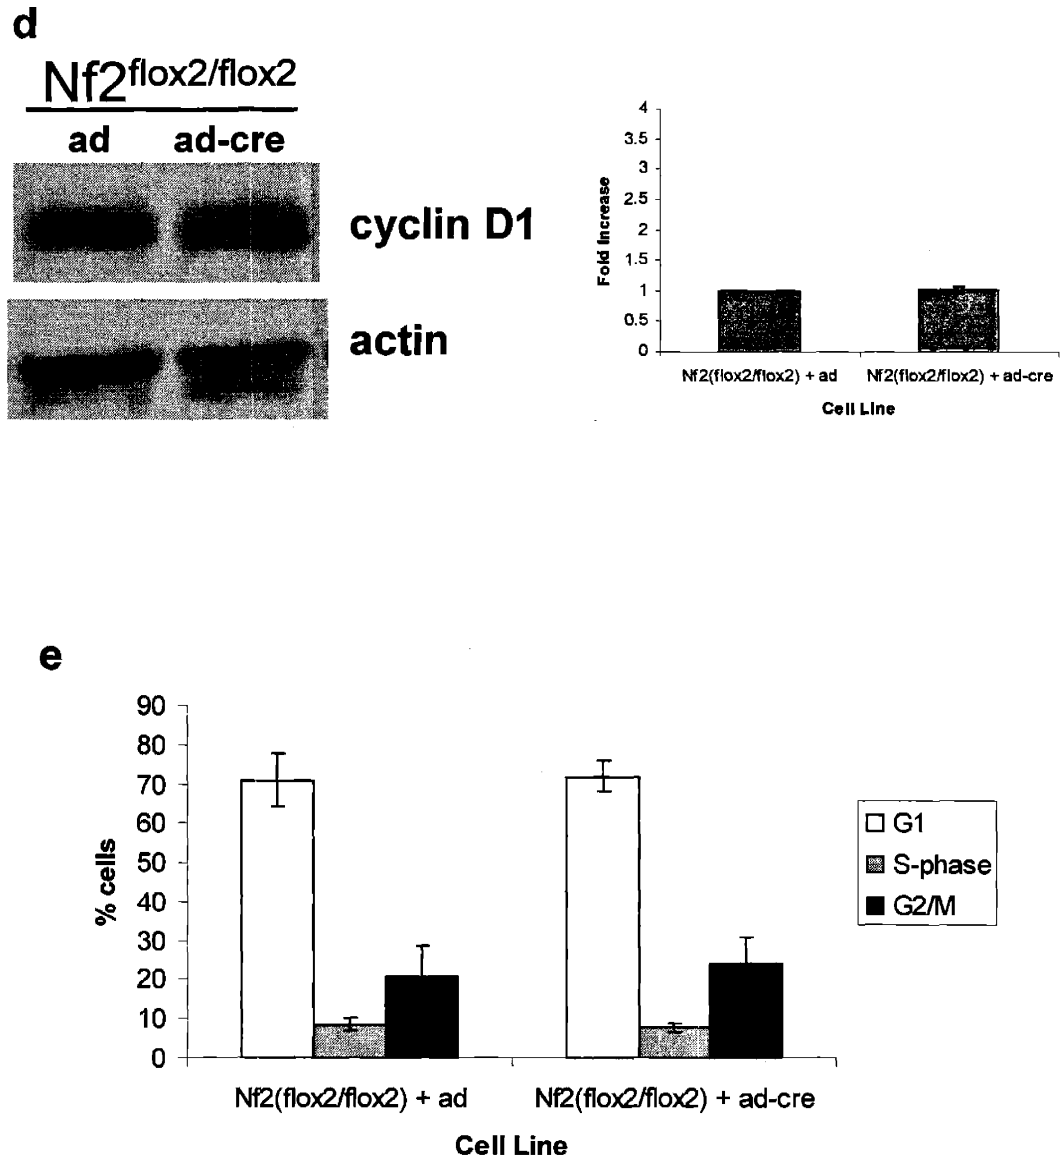 d
Nf2flox2/flox2
ad ad-cre
cyclin D1
actin
4
3.5
3
2.5
2
1.5
1
0.5
0
Fold Increase
Nf2(flox2/flox2) + ad Nf2(flox2/flox2) + ad-cre
Cell Line
e
90
80
70
60
50
40
30
20
10
0
% cells
G1
S-phase
G2/M
Nf2(flox2/flox2) + ad Nf2(flox2/flox2) + ad-cre
Cell Line